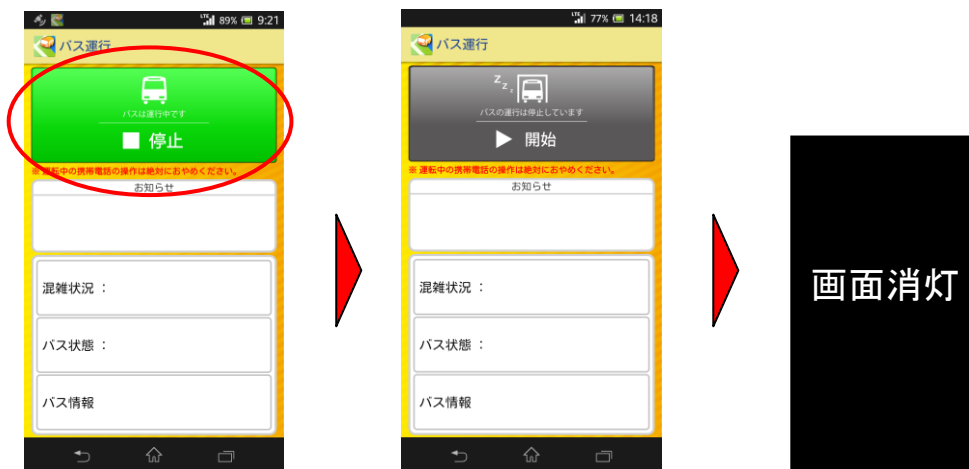 89% 9:21
バス運行
バスは運行中です
停止
※ 運転中の携帯電話の操作は絶対におやめください。
お知らせ
混雑状況 :
バス状態 :
バス情報
77% 14:18
バス運行
zzz
バスの運行は停止しています
開始
※ 運転中の携帯電話の操作は絶対におやめください。
お知らせ
混雑状況 :
バス状態 :
バス情報
画面消灯